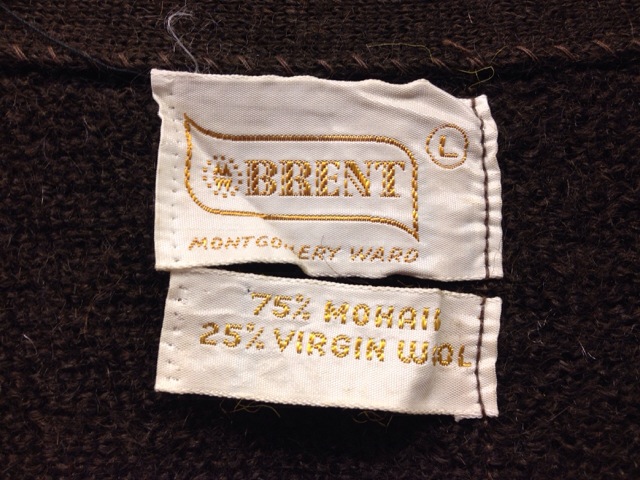 BRENT
L
MONTGOMERY WARD
75% MOHAIR
25% VIRGIN WOOL